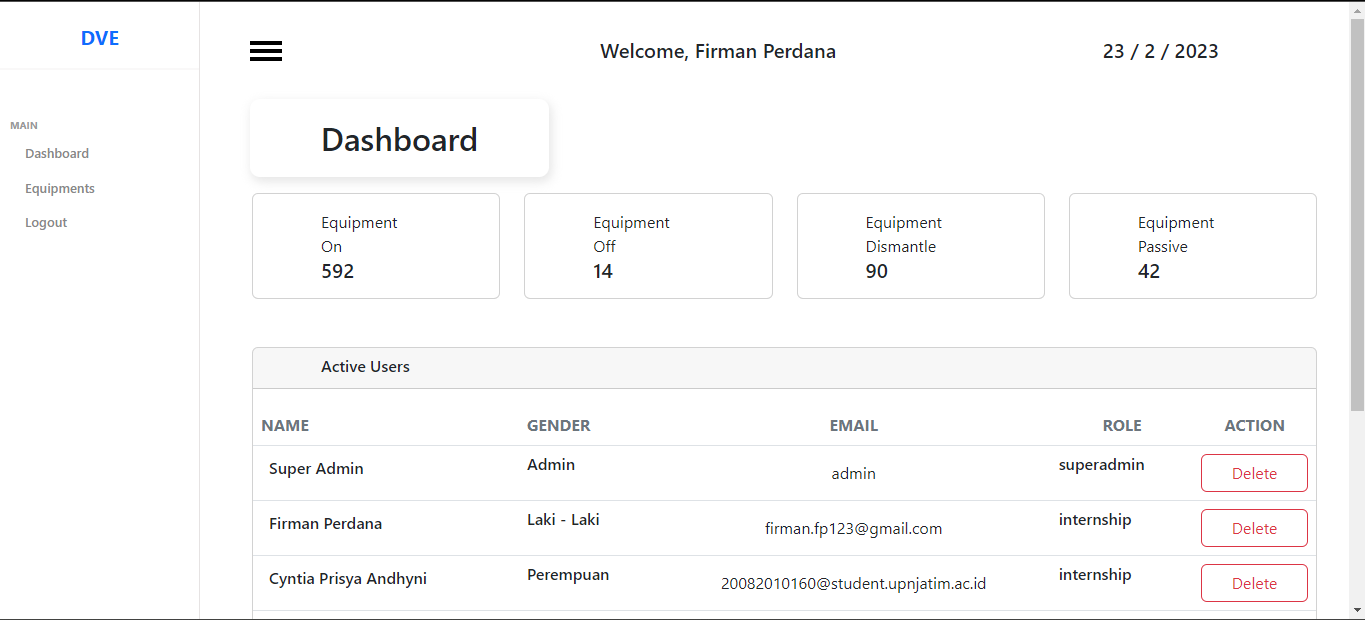 DVE
Welcome, Firman Perdana
23 / 2 / 2023
MAIN
Dashboard
Equipments
Logout
Dashboard
Equipment
On
592
Equipment
Off
14
Equipment
Dismantle
90
Equipment
Passive
42
Active Users
NAME GENDER EMAIL ROLE ACTION
Super Admin Admin admin superadmin Delete
Firman Perdana Laki - Laki firman.fp123@gmail.com internship Delete
Cyntia Prisya Andhyni Perempuan 20082010160@student.upnjatim.ac.id internship Delete